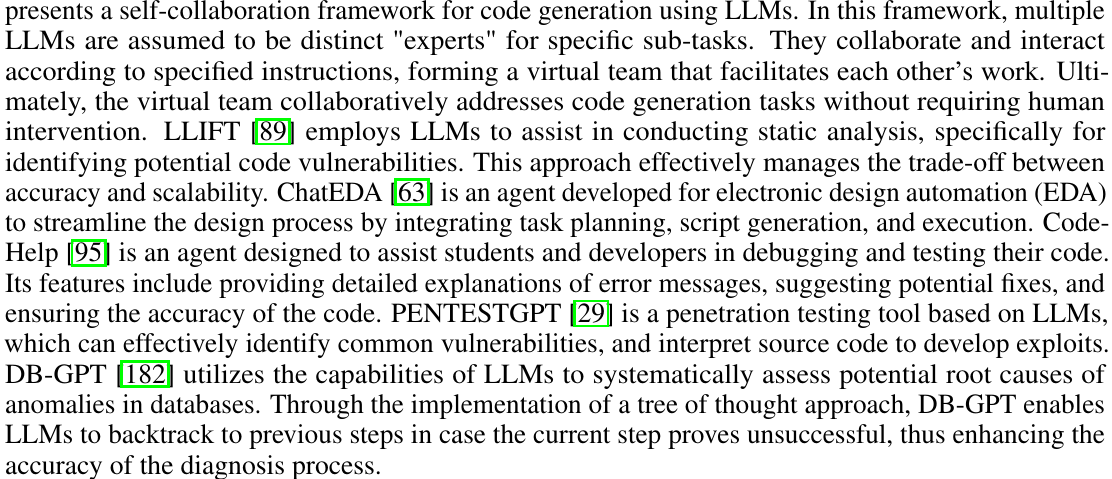 presents a self-collaboration framework for code generation using LLMs. In this framework, multiple
LLMs are assumed to be distinct "experts" for specific sub-tasks. They collaborate and interact
according to specified instructions, forming a virtual team that facilitates each other's work. Ulti-
mately, the virtual team collaboratively addresses code generation tasks without requiring human
intervention. LLIFT [89] employs LLMs to assist in conducting static analysis, specifically for
identifying potential code vulnerabilities. This approach effectively manages the trade-off between
accuracy and scalability. ChatEDA [63] is an agent developed for electronic design automation (EDA)
to streamline the design process by integrating task planning, script generation, and execution. Code-
Help [95] is an agent designed to assist students and developers in debugging and testing their code.
Its features include providing detailed explanations of error messages, suggesting potential fixes, and
ensuring the accuracy of the code. PENTESTGPT [29] is a penetration testing tool based on LLMs,
which can effectively identify common vulnerabilities, and interpret source code to develop exploits.
DB-GPT [182] utilizes the capabilities of LLMs to systematically assess potential root causes of
anomalies in databases. Through the implementation of a tree of thought approach, DB-GPT enables
LLMs to backtrack to previous steps in case the current step proves unsuccessful, thus enhancing the
accuracy of the diagnosis process.